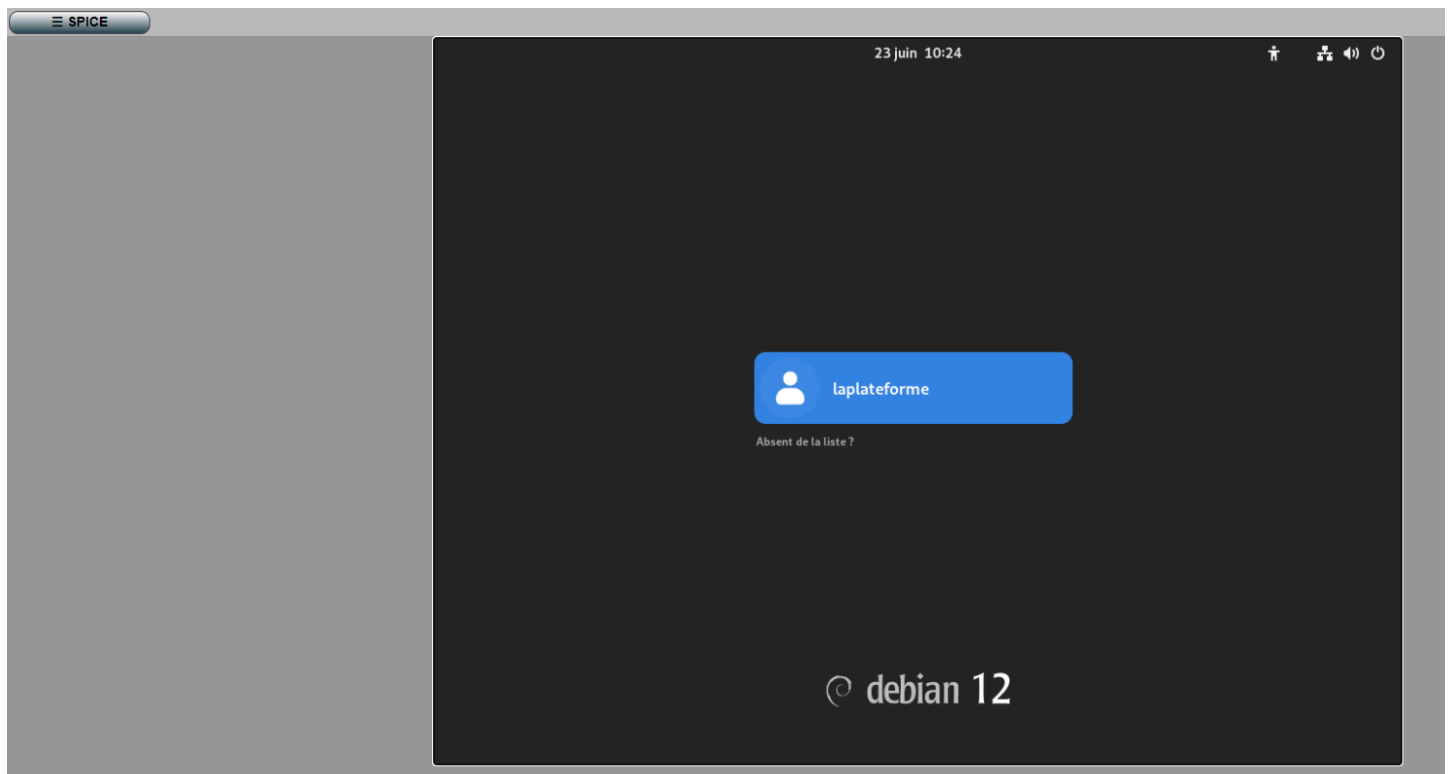 ☰ SPICE
23 juin 10:24
laplateforme
Absent de la liste ?
debian 12